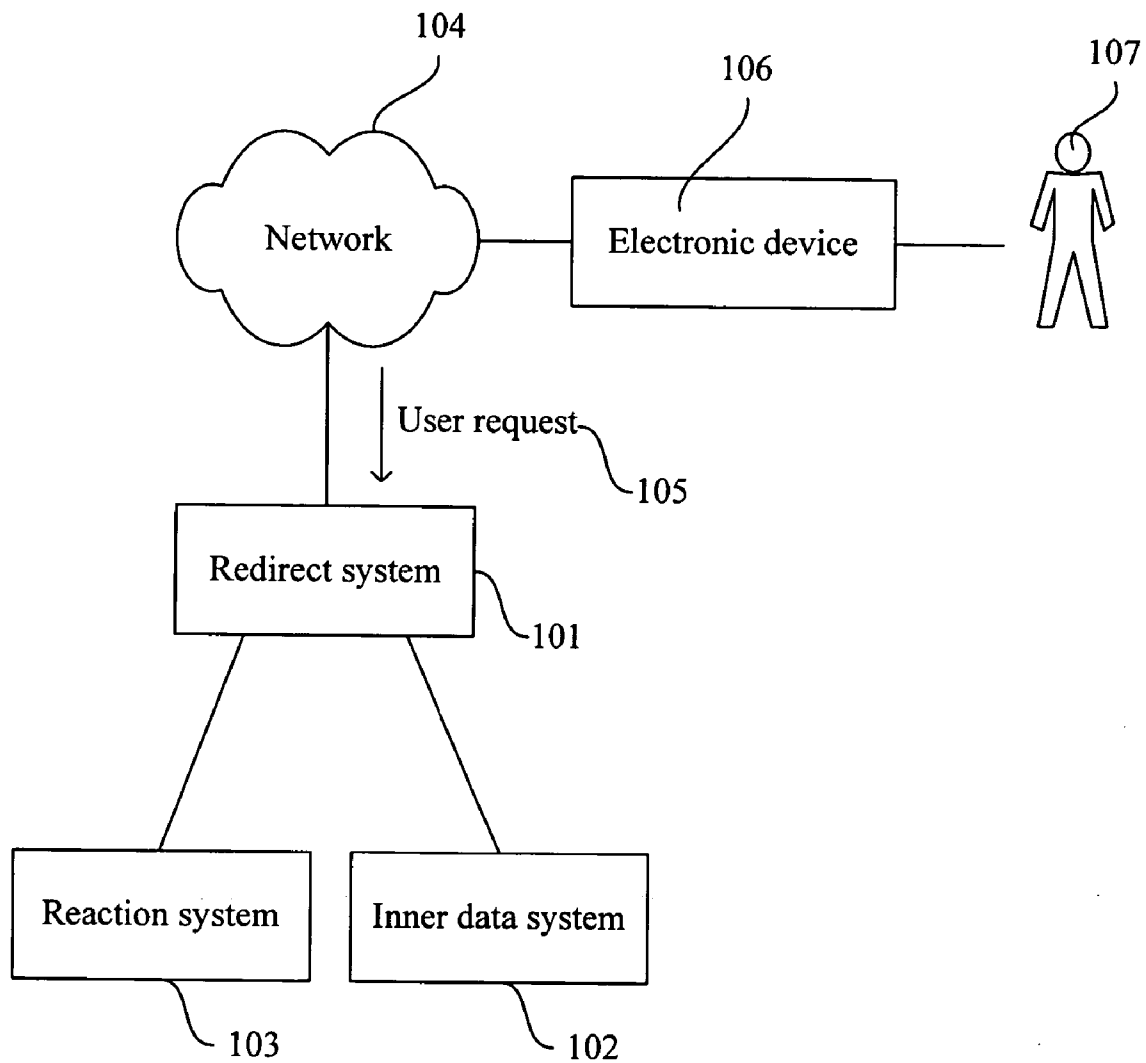 104
106
107
Network
Electronic device
User request
105
Redirect system
101
Reaction system
Inner data system
103
102